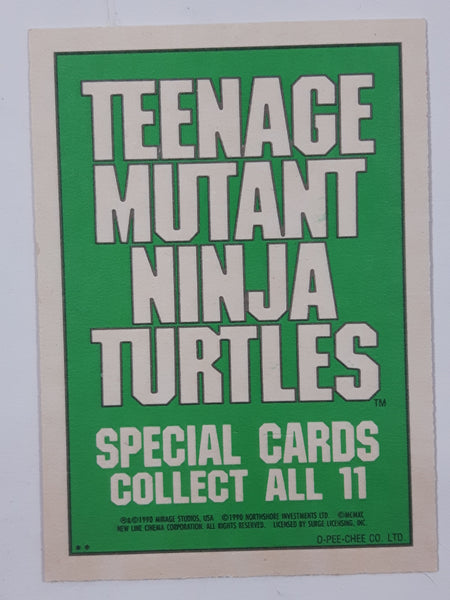 TEENAGE
MUTANT
NINJA
TURTLES
TM
SPECIAL CARDS
COLLECT ALL 11
®&©1990 MIRAGE STUDIOS, USA ©1990 NORTHSHORE INVESTMENTS LTD. ©MCMXC
NEW LINE CINEMA CORPORATION. ALL RIGHTS RESERVED. LICENSED BY SURGE LICENSING, INC.
** O-PEE-CHEE CO. LTD.